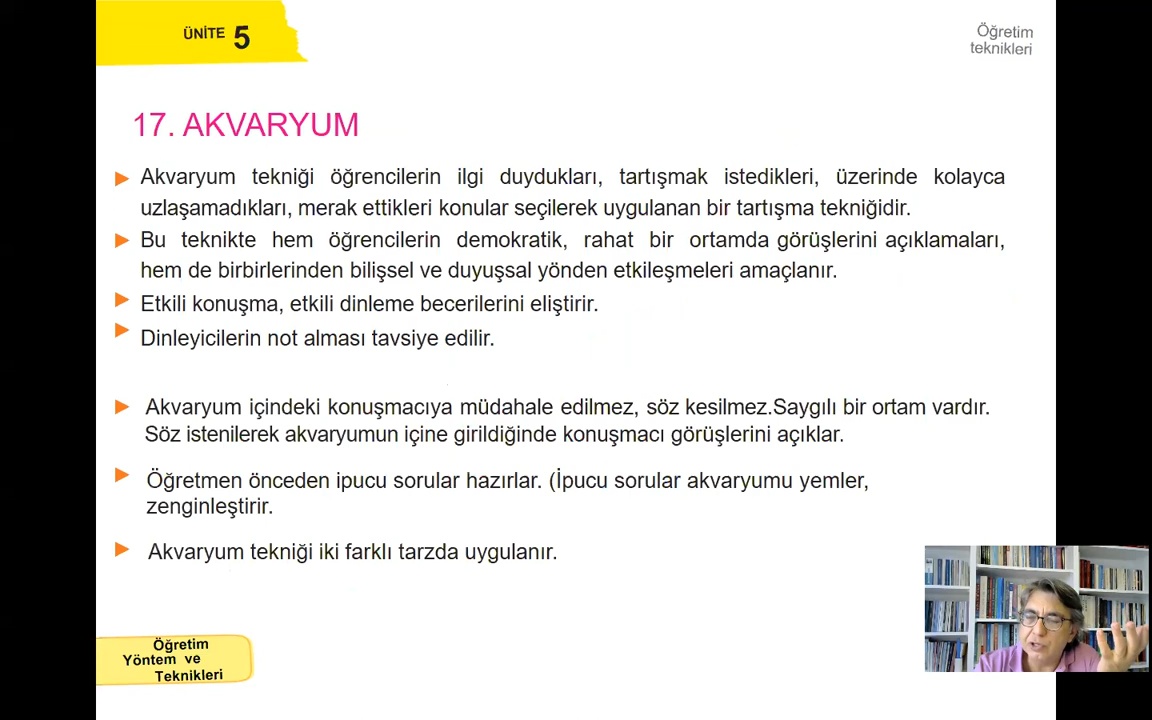 ÜNİTE 5
Öğretim
teknikleri
17. AKVARYUM
Akvaryum tekniği öğrencilerin ilgi duydukları, tartışmak istedikleri, üzerinde kolayca
uzlaşamadıkları, merak ettikleri konular seçilerek uygulanan bir tartışma tekniğidir.
Bu teknikte hem öğrencilerin demokratik, rahat bir ortamda görüşlerini açıklamaları,
hem de birbirlerinden bilişsel ve duyuşsal yönden etkileşmeleri amaçlanır.
Etkili konuşma, etkili dinleme becerilerini eliştirir.
Dinleyicilerin not alması tavsiye edilir.
Akvaryum içindeki konuşmacıya müdahale edilmez, söz kesilmez.Saygılı bir ortam vardır.
Söz istenilerek akvaryumun içine girildiğinde konuşmacı görüşlerini açıklar.
Öğretmen önceden ipucu sorular hazırlar. (İpucu sorular akvaryumu yemler,
zenginleştirir.
Akvaryum tekniği iki farklı tarzda uygulanır.
Öğretim
Yöntem ve
Teknikleri